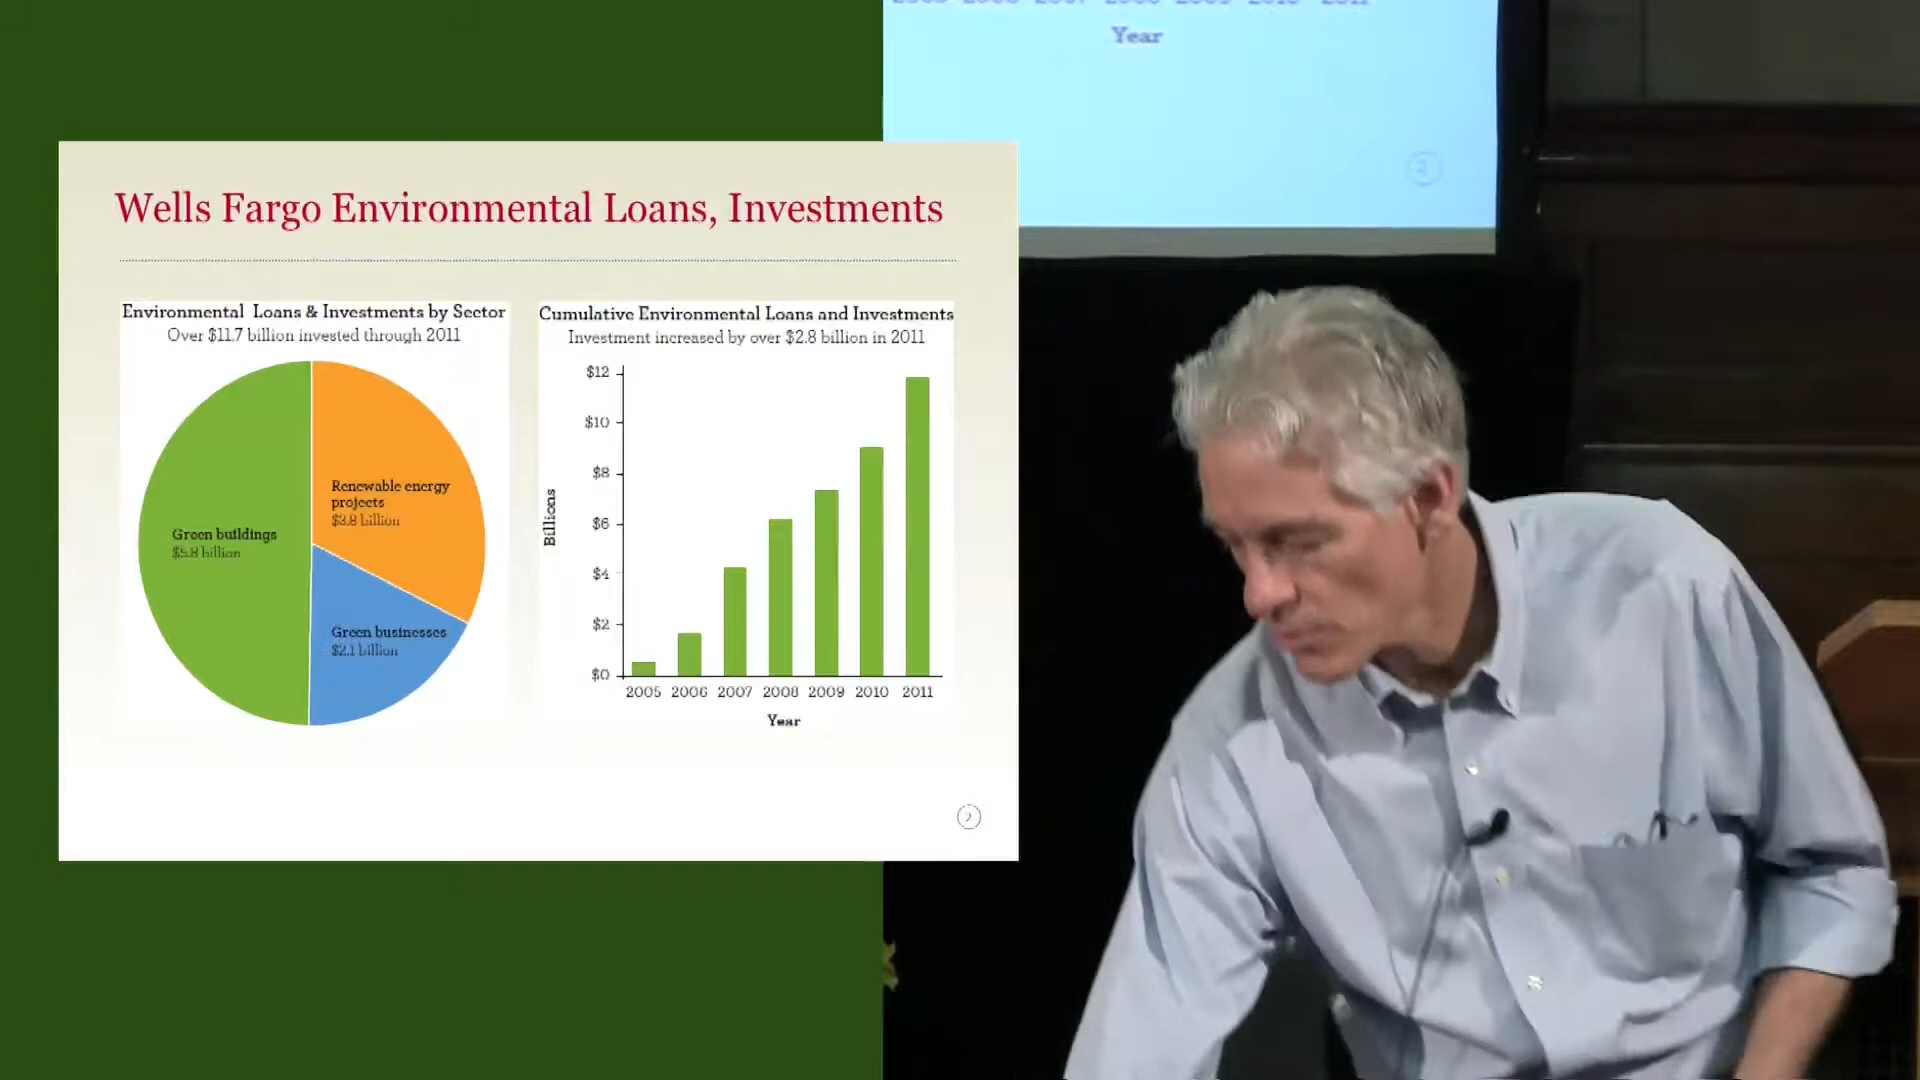 Year
2
Wells Fargo Environmental Loans, Investments
Environmental Loans & Investments by Sector
Over $11.7 billion invested through 2011
Renewable energy
projects
$3.8 billion
Green buildings
$5.8 billion
Green businesses
$2.1 billion
Cumulative Environmental Loans and Investments
Investment increased by over $2.8 billion in 2011
$12
$10
$8
$6
$4
$2
$0
Billions
2005 2006 2007 2008 2009 2010 2011
Year
2